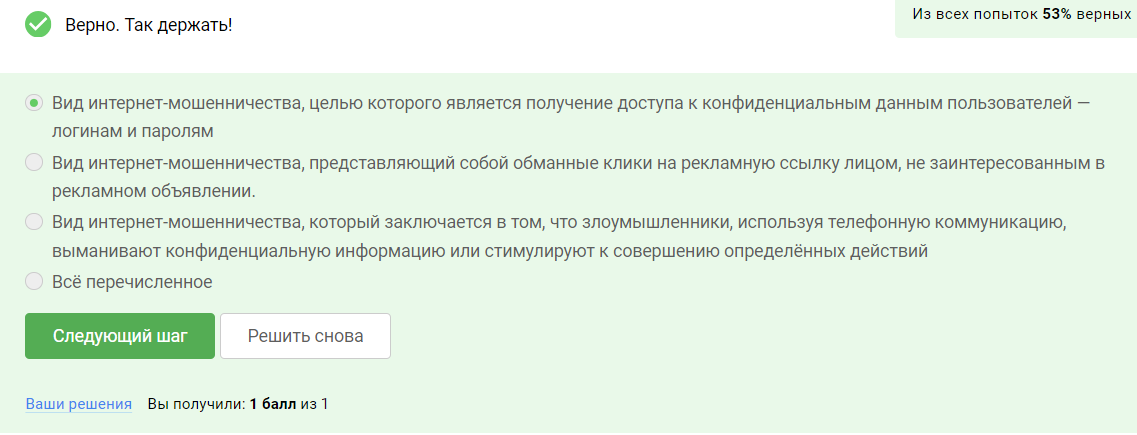 Верно. Так держать!
Из всех попыток 53% верных
Вид интернет-мошенничества, целью которого является получение доступа к конфиденциальным данным пользователей —
логинам и паролям
Вид интернет-мошенничества, представляющий собой обманные клики на рекламную ссылку лицом, не заинтересованным в
рекламном объявлении.
Вид интернет-мошенничества, который заключается в том, что злоумышленники, используя телефонную коммуникацию,
выманивают конфиденциальную информацию или стимулируют к совершению определённых действий
Всё перечисленное
Следующий шаг
Решить снова
Ваши решения Вы получили: 1 балл из 1